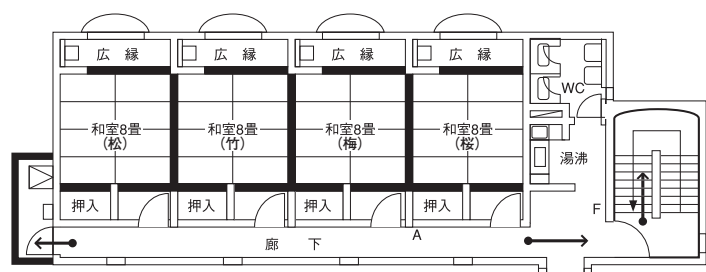 広 縁
広 縁
広 縁
広 縁
WC
和室8畳
(松)
和室8畳
(竹)
和室8畳
(梅)
和室8畳
(桜)
湯沸
押入
押入
押入
押入
F
廊 下
A